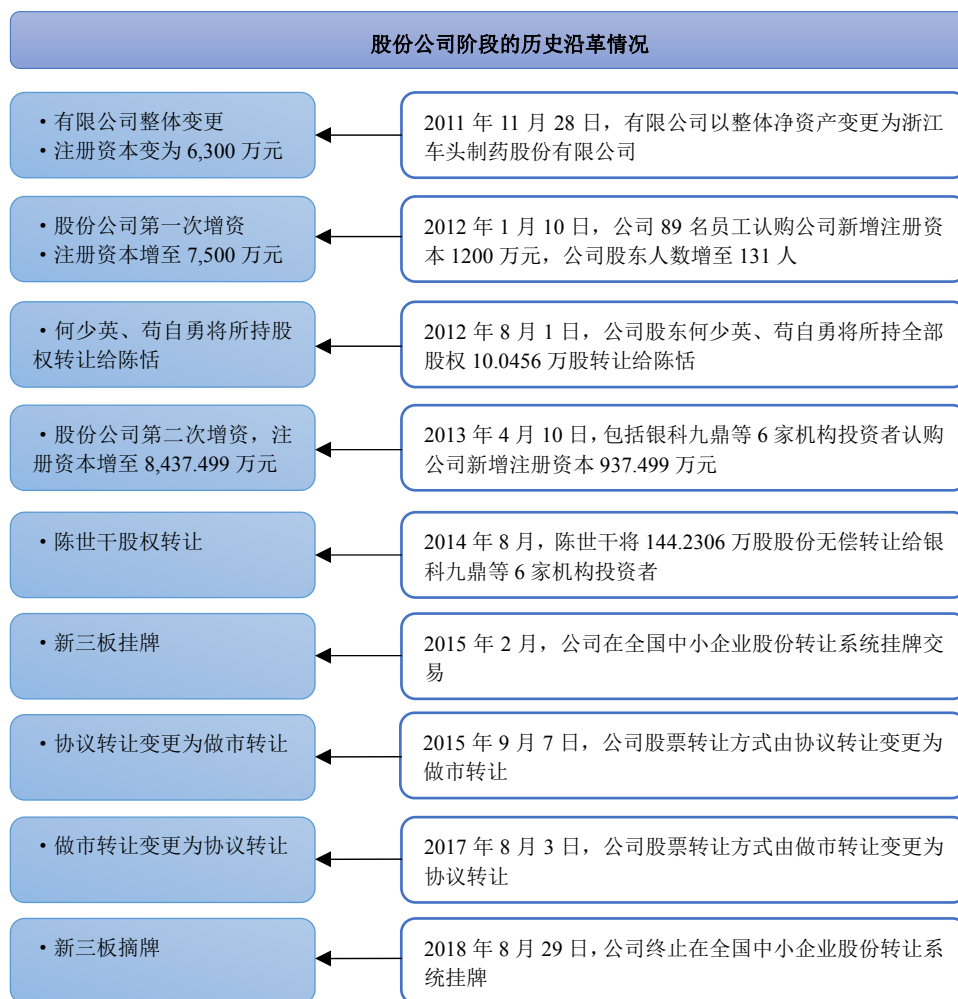 股份公司阶段的历史沿革情况
·有限公司整体变更
·注册资本变为 6,300 万元
2011 年 11 月 28 日，有限公司以整体净资产变更为浙江
车头制药股份有限公司
·股份公司第一次增资
·注册资本增至 7,500 万元
2012 年 1 月 10 日，公司 89 名员工认购公司新增注册资
本 1200 万元，公司股东人数增至 131 人
·何少英、苟自勇将所持股
权转让给陈恬
2012 年 8 月 1 日，公司股东何少英、苟自勇将所持全部
股权 10.0456 万股转让给陈恬
·股份公司第二次增资，注
册资本增至 8,437.499 万元
2013 年 4 月 10 日，包括银科九鼎等 6 家机构投资者认购
公司新增注册资本 937.499 万元
·陈世干股权转让
2014 年 8 月，陈世干将 144.2306 万股股份无偿转让给银
科九鼎等 6 家机构投资者
·新三板挂牌
2015 年 2 月，公司在全国中小企业股份转让系统挂牌交
易
·协议转让变更为做市转让
2015 年 9 月 7 日，公司股票转让方式由协议转让变更为
做市转让
·做市转让变更为协议转让
2017 年 8 月 3 日，公司股票转让方式由做市转让变更为
协议转让
·新三板摘牌
2018 年 8 月 29 日，公司终止在全国中小企业股份转让系
统挂牌